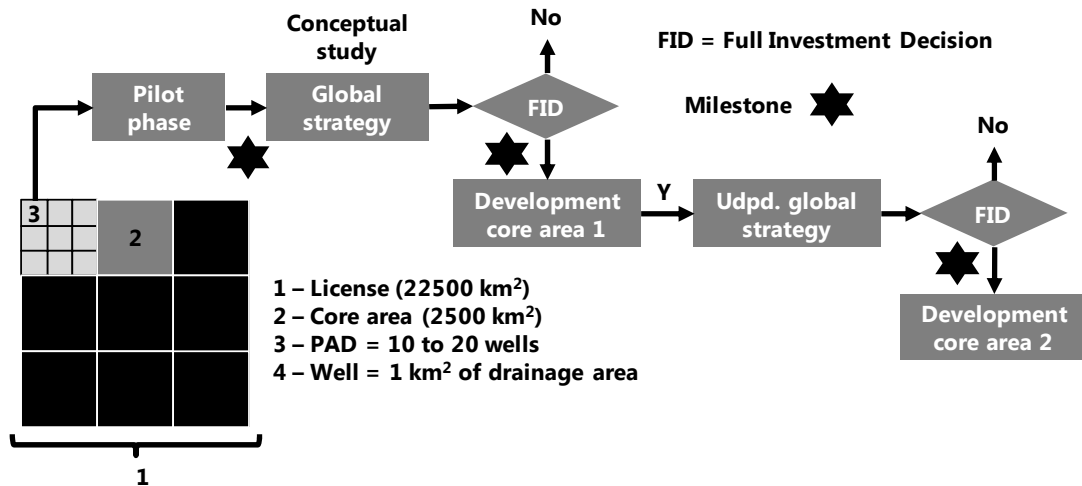 Conceptual
study
No
FID = Full Investment Decision
Pilot
phase
Global
strategy
FID
Milestone
No
3
2
Development
core area 1
Y
Udpd. global
strategy
FID
1 – License (22500 km²)
2 – Core area (2500 km²)
3 – PAD = 10 to 20 wells
4 – Well = 1 km² of drainage area
Development
core area 2
1